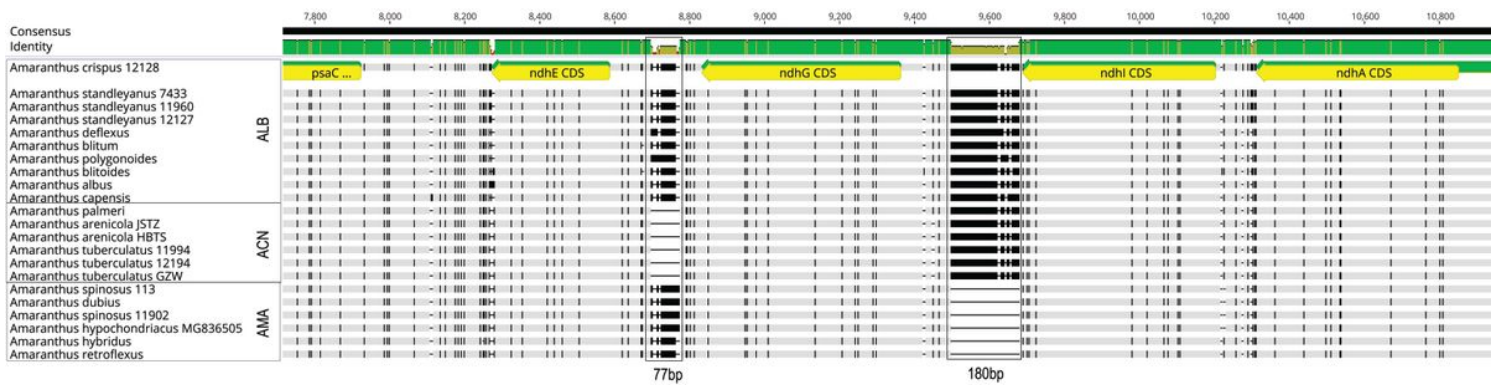 7,800 8,000 8,200 8,400 8,600 8,800 9,000 9,200 9,400 9,600 9,800 10,000 10,200 10,400 10,600 10,800
Consensus
Identity
Amaranthus crispus 12128
psaC ... ndhE CDS ndhG CDS ndhI CDS ndhA CDS
Amaranthus standleyanus 7433
Amaranthus standleyanus 11960
Amaranthus standleyanus 12127
Amaranthus deflexus
Amaranthus blitum
Amaranthus polygonoides
Amaranthus blitoides
Amaranthus albus
Amaranthus capensis
ALB
Amaranthus palmeri
Amaranthus arenicola JSTZ
Amaranthus arenicola HBTS
Amaranthus tuberculatus 11994
Amaranthus tuberculatus 12194
Amaranthus tuberculatus GZW
ACN
Amaranthus spinosus 113
Amaranthus dubius
Amaranthus spinosus 11902
Amaranthus hypochondriacus MG836505
Amaranthus hybridus
Amaranthus retroflexus
AMA
77bp 180bp